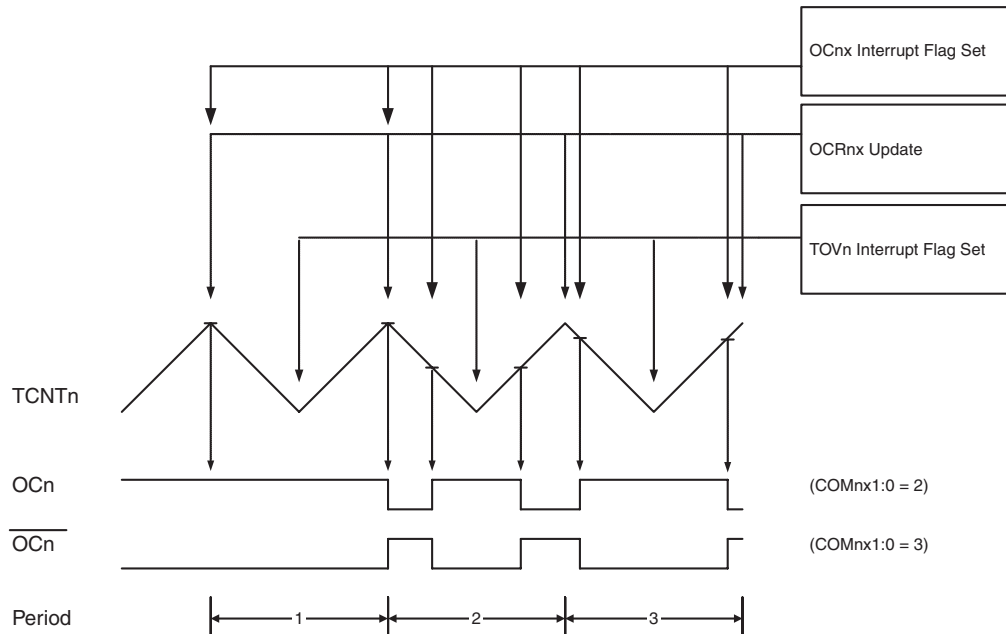 OCnx Interrupt Flag Set
OCRnx Update
TOVn Interrupt Flag Set
TCNTn
OCn
(COMnx1:0 = 2)
OCn
(COMnx1:0 = 3)
Period
1
2
3